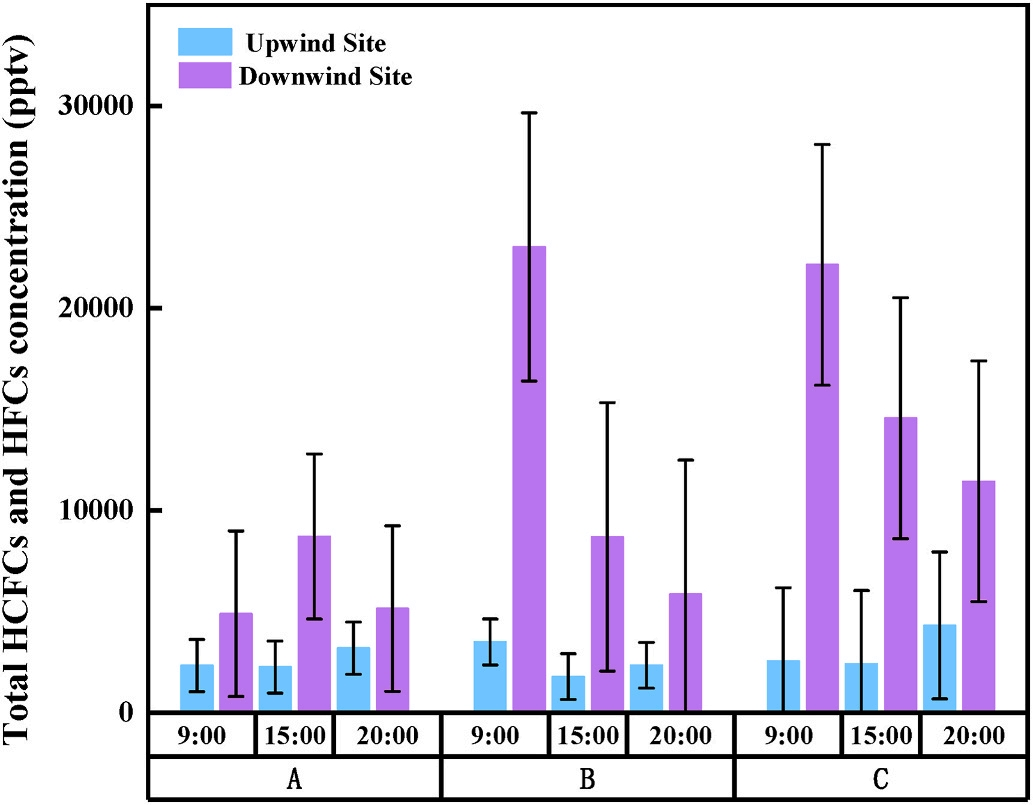 Total HCFCs and HFCs concentration (pptv)
Upwind Site
Downwind Site
30000
20000
10000
0
9:00 15:00 20:00 9:00 15:00 20:00 9:00 15:00 20:00
A B C